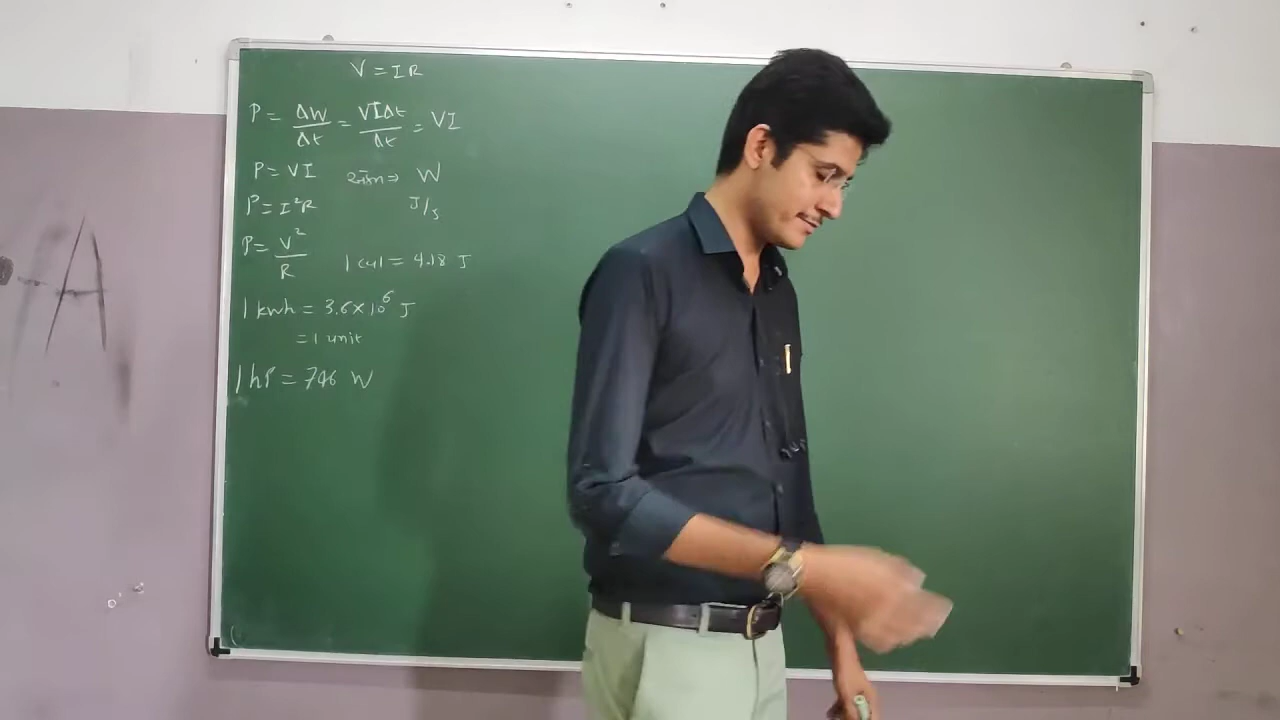 V = IR
P = ΔW/Δt = VIΔt/Δt = VI
P = VI ⇒ W
P = I²R J/s
P = V²/R
1 cal = 4.18 J
1 kwh = 3.6×10⁶ J
= 1 unit
1 hP = 746 W
A